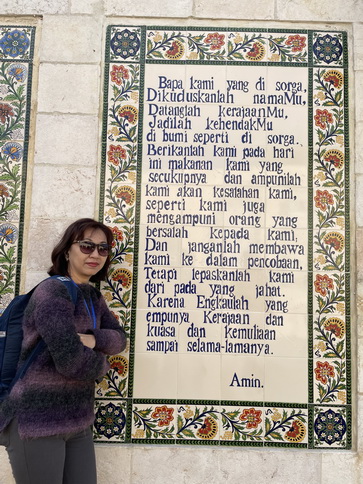 Bapa kami yang di sorga,
Dikuduskanlah namaMu,
Datanglah kerajaanMu,
Jadilah kehendakMu
di bumi seperti di sorga.
Berikanlah kami pada hari
ini makanan kami yang
secukupnya dan ampunilah
kami akan kesalahan kami,
seperti kami juga
mengampuni orang yang
bersalah kepada kami,
Dan janganlah membawa
kami ke dalam pencobaan,
Tetapi lepaskanlah kami
dari pada yang jahat.
Karena Engkaulah yang
empunya Kerajaan dan
kuasa dan kemuliaan
sampai selama-lamanya.
Amin.